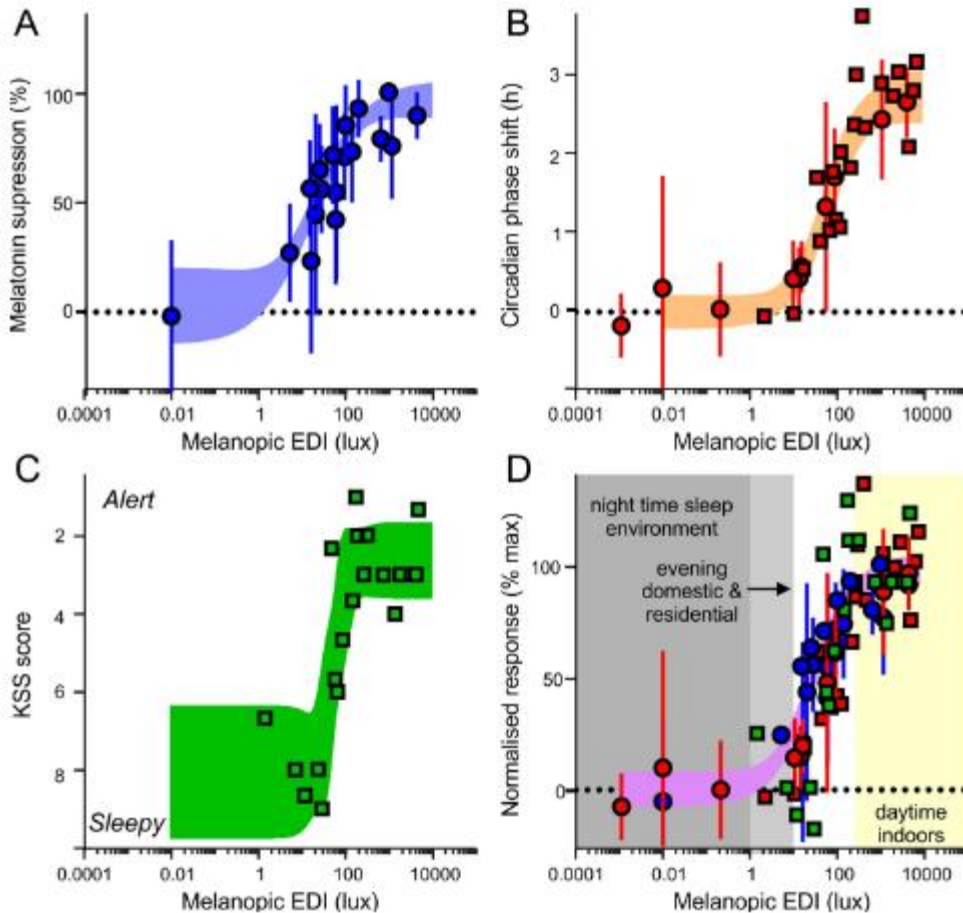 A
Melatonin supression (%)
100
50
0
0.0001
0.01
1
100
10000
Melanopic EDI (lux)
B
Circadian phase shift (h)
3
2
1
0
0.0001
0.01
1
100
10000
Melanopic EDI (lux)
C
Alert
KSS score
2
4
6
8
Sleepy
0.0001
0.01
1
100
10000
Melanopic EDI (lux)
D
Normalised response (% max)
100
50
0
night time sleep
environment
evening
domestic &
residential
daytime
indoors
0.0001
0.01
1
100
10000
Melanopic EDI (lux)